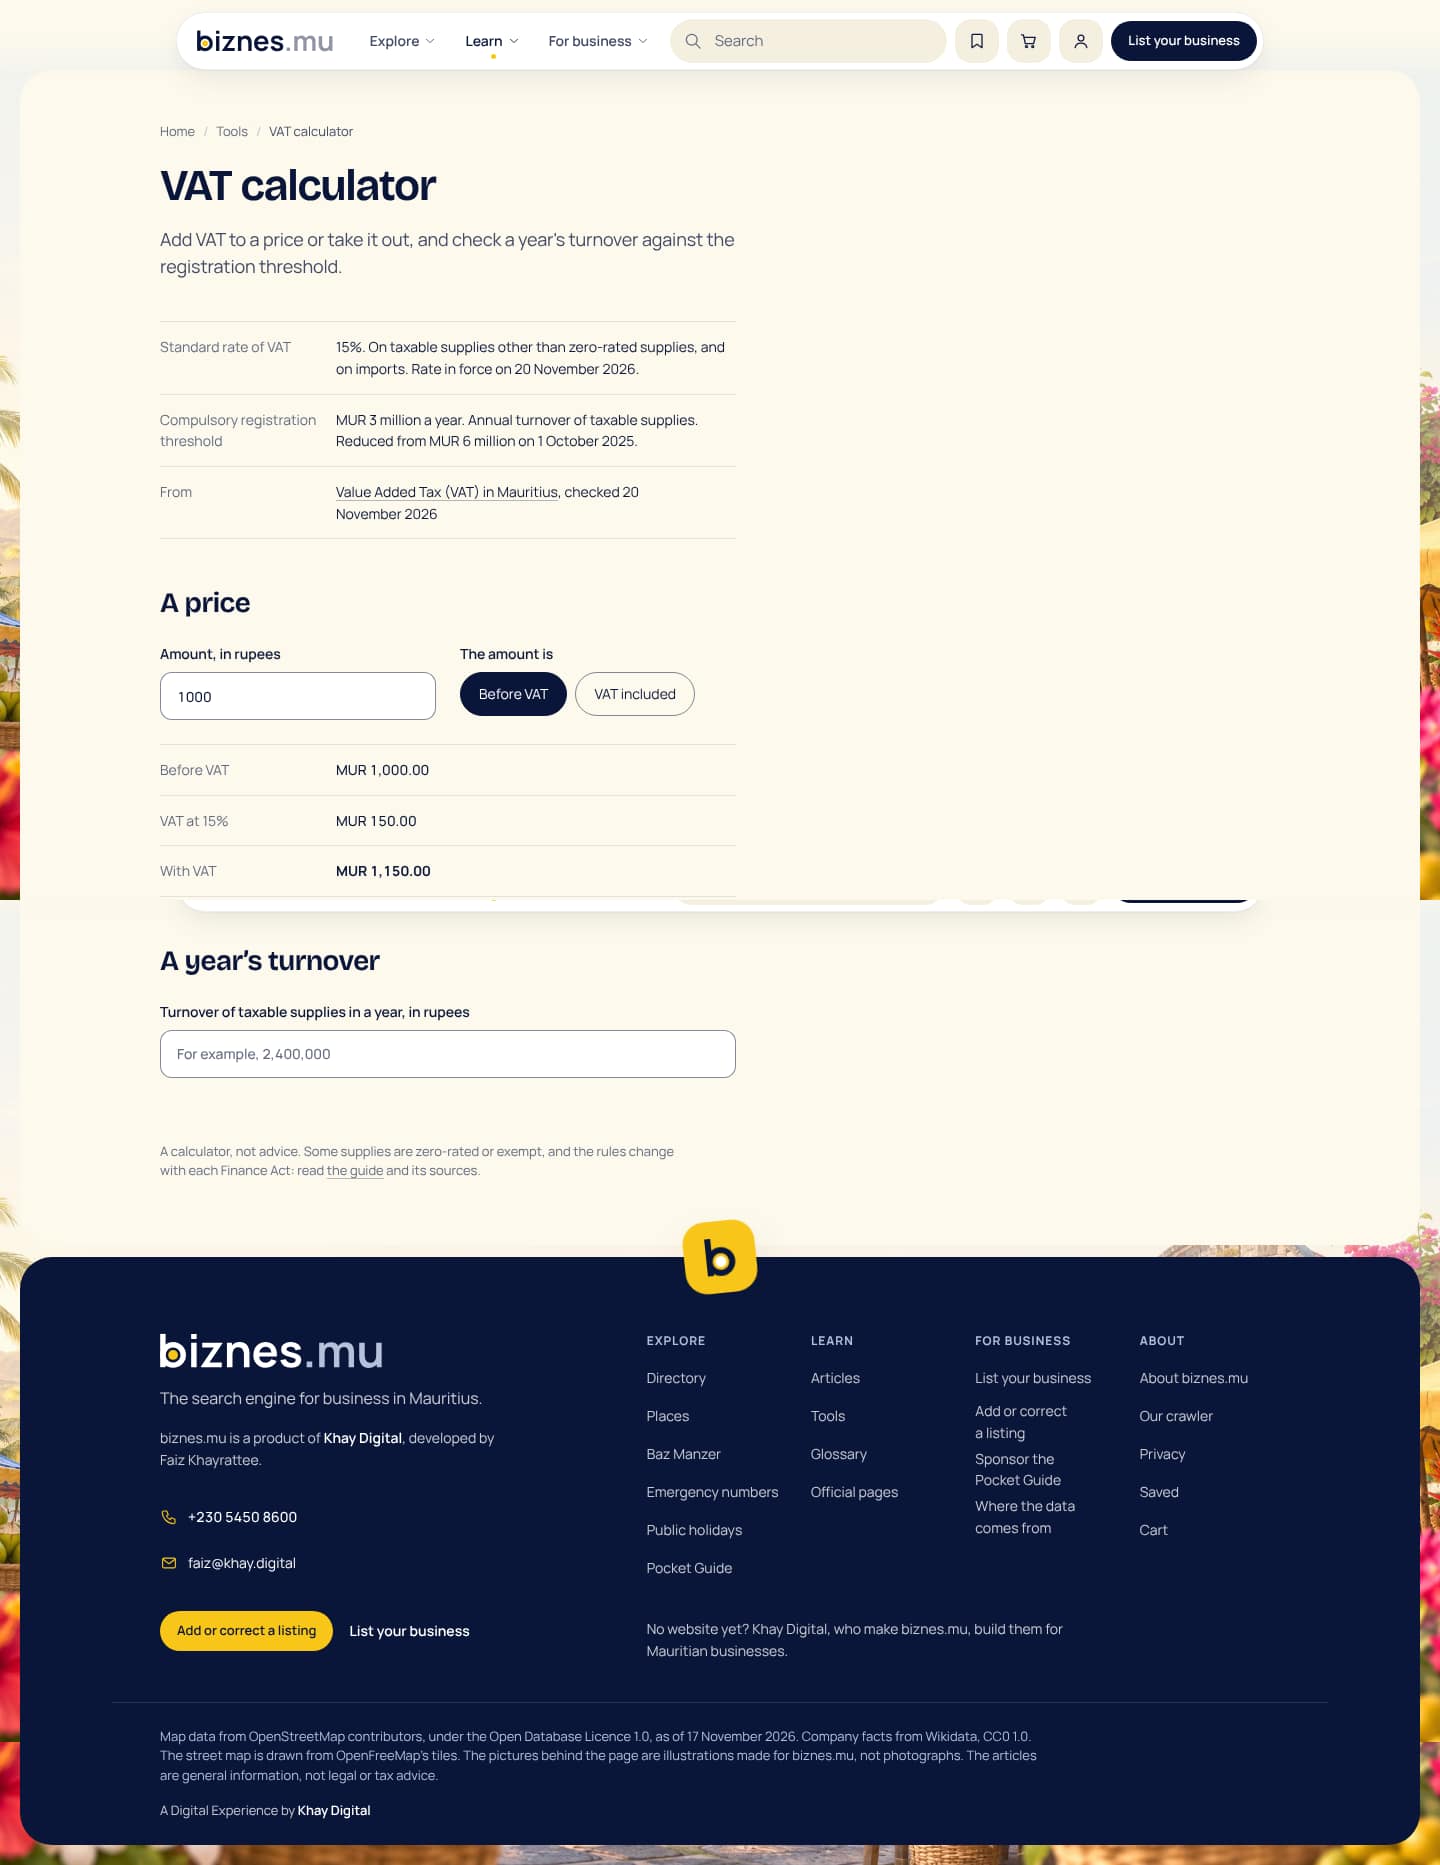 biznes.mu
Explore
Learn
For business
Search
List your business
Home / Tools / VAT calculator
VAT calculator
Add VAT to a price or take it out, and check a year's turnover against the
registration threshold.
Standard rate of VAT
15%. On taxable supplies other than zero-rated supplies, and
on imports. Rate in force on 20 November 2026.
Compulsory registration
threshold
MUR 3 million a year. Annual turnover of taxable supplies.
Reduced from MUR 6 million on 1 October 2025.
From
Value Added Tax (VAT) in Mauritius, checked 20
November 2026
A price
Amount, in rupees
1000
The amount is
Before VAT
VAT included
Before VAT
MUR 1,000.00
VAT at 15%
MUR 150.00
With VAT
MUR 1,150.00
A year's turnover
Turnover of taxable supplies in a year, in rupees
For example, 2,400,000
A calculator, not advice. Some supplies are zero-rated or exempt, and the rules change
with each Finance Act: read the guide and its sources.
b
biznes.mu
The search engine for business in Mauritius.
biznes.mu is a product of Khay Digital, developed by
Faiz Khayrattee.
+230 5450 8600
faiz@khay.digital
Add or correct a listing
List your business
EXPLORE
Directory
Places
Baz Manzer
Emergency numbers
Public holidays
Pocket Guide
LEARN
Articles
Tools
Glossary
Official pages
FOR BUSINESS
List your business
Add or correct
a listing
Sponsor the
Pocket Guide
Where the data
comes from
ABOUT
About biznes.mu
Our crawler
Privacy
Saved
Cart
No website yet? Khay Digital, who make biznes.mu, build them for
Mauritian businesses.
Map data from OpenStreetMap contributors, under the Open Database Licence 1.0, as of 17 November 2026. Company facts from Wikidata, CC0 1.0.
The street map is drawn from OpenFreeMap's tiles. The pictures behind the page are illustrations made for biznes.mu, not photographs. The articles
are general information, not legal or tax advice.
A Digital Experience by Khay Digital